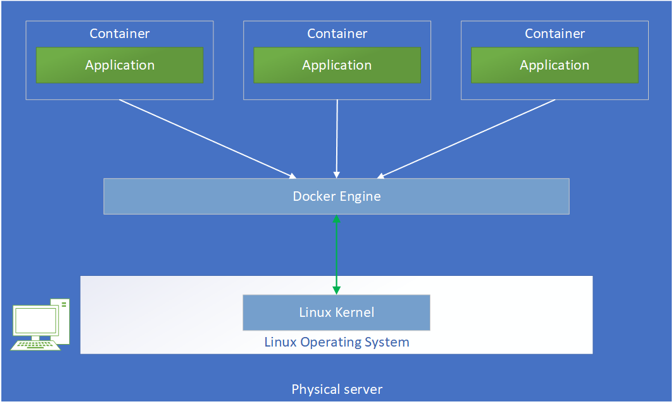 Container
Application
Container
Application
Container
Application
Docker Engine
Linux Kernel
Linux Operating System
Physical server